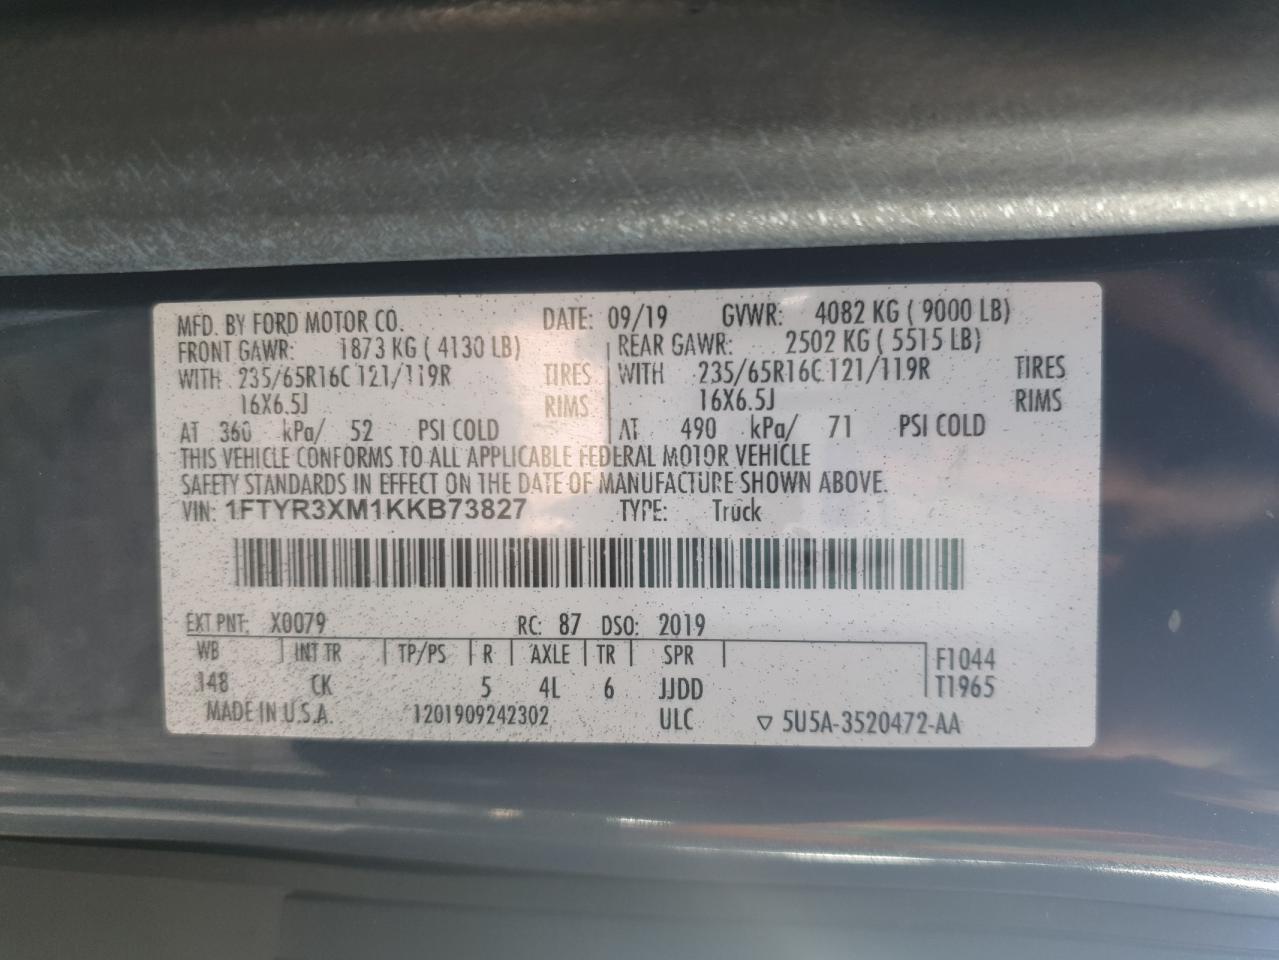 MFD. BY FORD MOTOR CO. DATE: 09/19 GVWR: 4082 KG ( 9000 LB)
FRONT GAWR: 1873 KG ( 4130 LB) REAR GAWR: 2502 KG ( 5515 LB)
WITH 235/65R16C 121/119R TIRES WITH 235/65R16C 121/119R TIRES
16X6.5J RIMS 16X6.5J RIMS
AT 360 kPa/ 52 PSI COLD AT 490 kPa/ 71 PSI COLD
THIS VEHICLE CONFORMS TO ALL APPLICABLE FEDERAL MOTOR VEHICLE
SAFETY STANDARDS IN EFFECT ON THE DATE OF MANUFACTURE SHOWN ABOVE.
VIN: 1FTYR3XM1KKB73827 TYPE: Truck
EXT PNT: X0079 RC: 87 DSO: 2019
WB INT TR TP/PS R AXLE TR SPR F1044
148 CK 5 4L 6 JJDD T1965
MADE IN U.S.A. 1201909242302 ULC ▽ 5U5A-3520472-AA